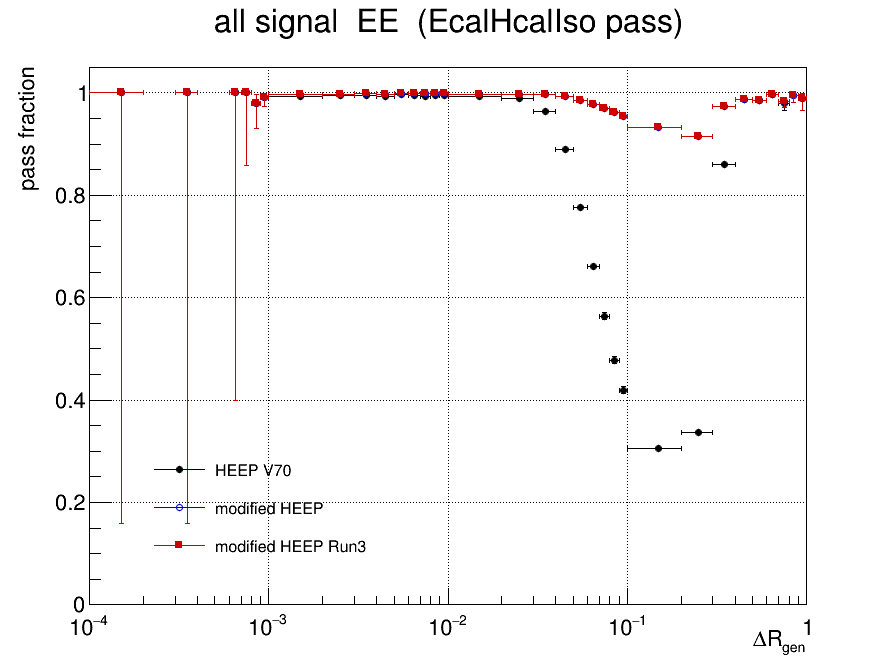 all signal EE (EcalHcalIso pass)
pass fraction
1
0.8
0.6
0.4
0.2
0
HEEP V70
modified HEEP
modified HEEP Run3
10⁻⁴ 10⁻³ 10⁻² 10⁻¹ 1
ΔR_gen